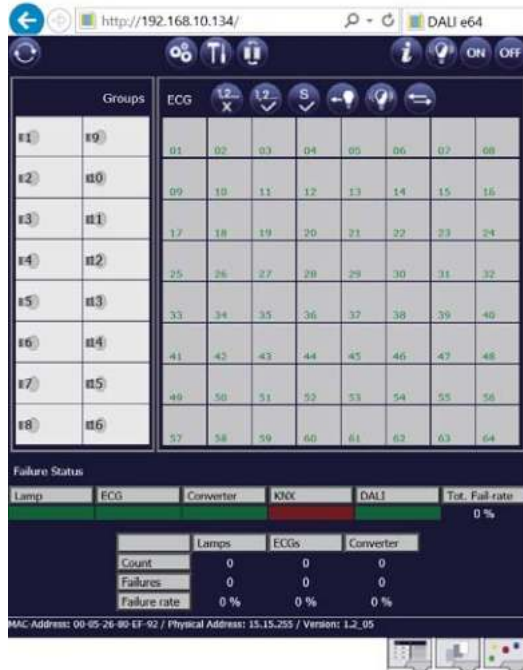 http://192.168.10.134/
DALI e64
i ON OFF
Groups ECG 1,2... X 1,2... S
01 02 03 04 05 06 07 08
09 10 11 12 13 14 15 16
17 18 19 20 21 22 23 24
25 26 27 28 29 30 31 32
33 34 35 36 37 38 39 40
41 42 43 44 45 46 47 48
49 50 51 52 53 54 55 56
57 58 59 60 61 62 63 64
Failure Status
Lamp ECG Converter KNX DALI Tot. Fail-rate
0 %
Lamps ECGs Converter
Count 0 0 0
Failures 0 0 0
Failure rate 0 % 0 % 0 %
MAC-Address: 00-05-26-80-EF-92 / Physical Address: 15.15.255 / Version: 1.2_05